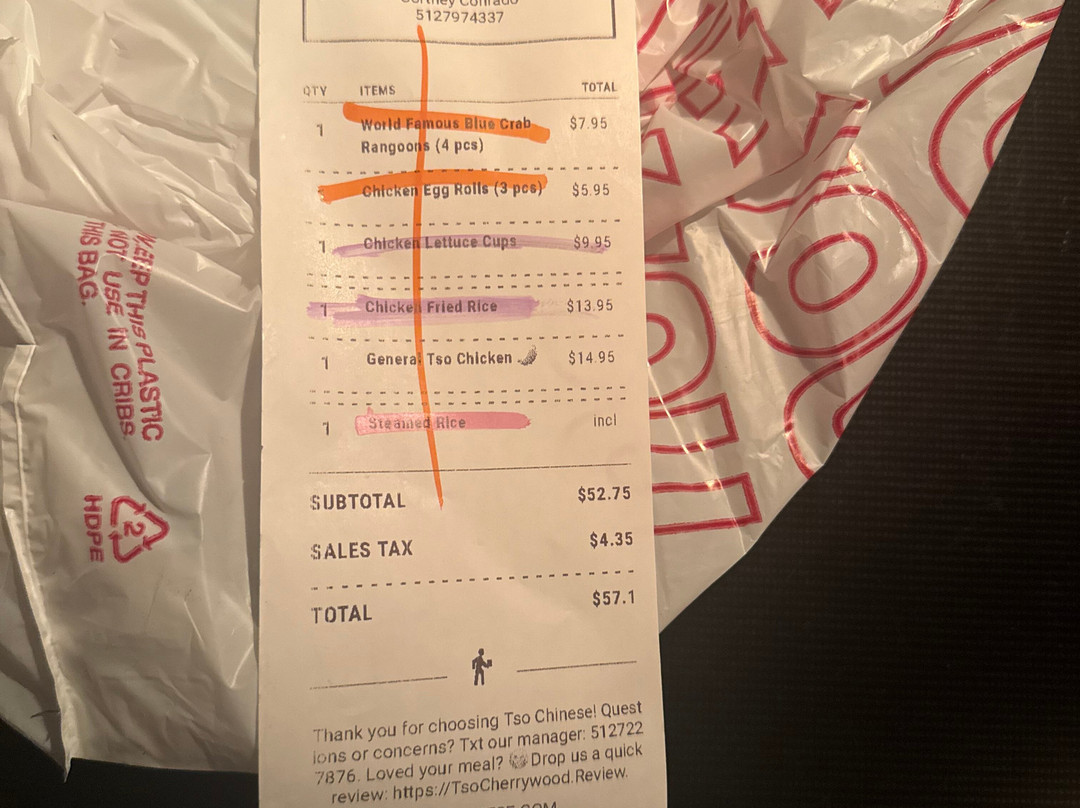 5127974337
QTY ITEMS TOTAL
1 World Famous Blue Crab $7.95
Rangoons (4 pcs)
Chicken Egg Rolls (3 pcs) $5.95
1 Chicken Lettuce Cups $9.95
1 Chicken Fried Rice $13.95
1 General Tso Chicken 🌶 $14.95
1 Steamed Rice incl
SUBTOTAL $52.75
SALES TAX $4.35
TOTAL $57.1
Thank you for choosing Tso Chinese! Quest
ions or concerns? Txt our manager: 512722
7876. Loved your meal? Drop us a quick
review: https://TsoCherrywood.Review.
KEEP THIS PLASTIC
NOT USE IN CRIBS
THIS BAG.
2
HDPE